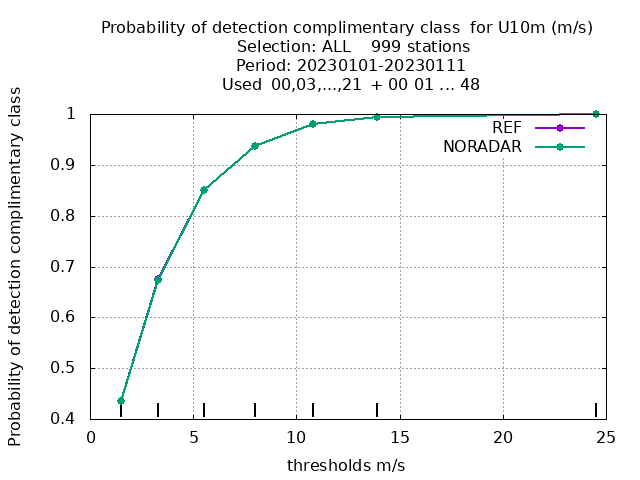 Probability of detection complimentary class  for U10m (m/s)
Selection: ALL    999 stations
Period: 20230101-20230111
Used  00,03,...,21  + 00 01 ... 48
Probability of detection complimentary class
1
0.9
0.8
0.7
0.6
0.5
0.4
REF
NORADAR
0 5 10 15 20 25
thresholds m/s